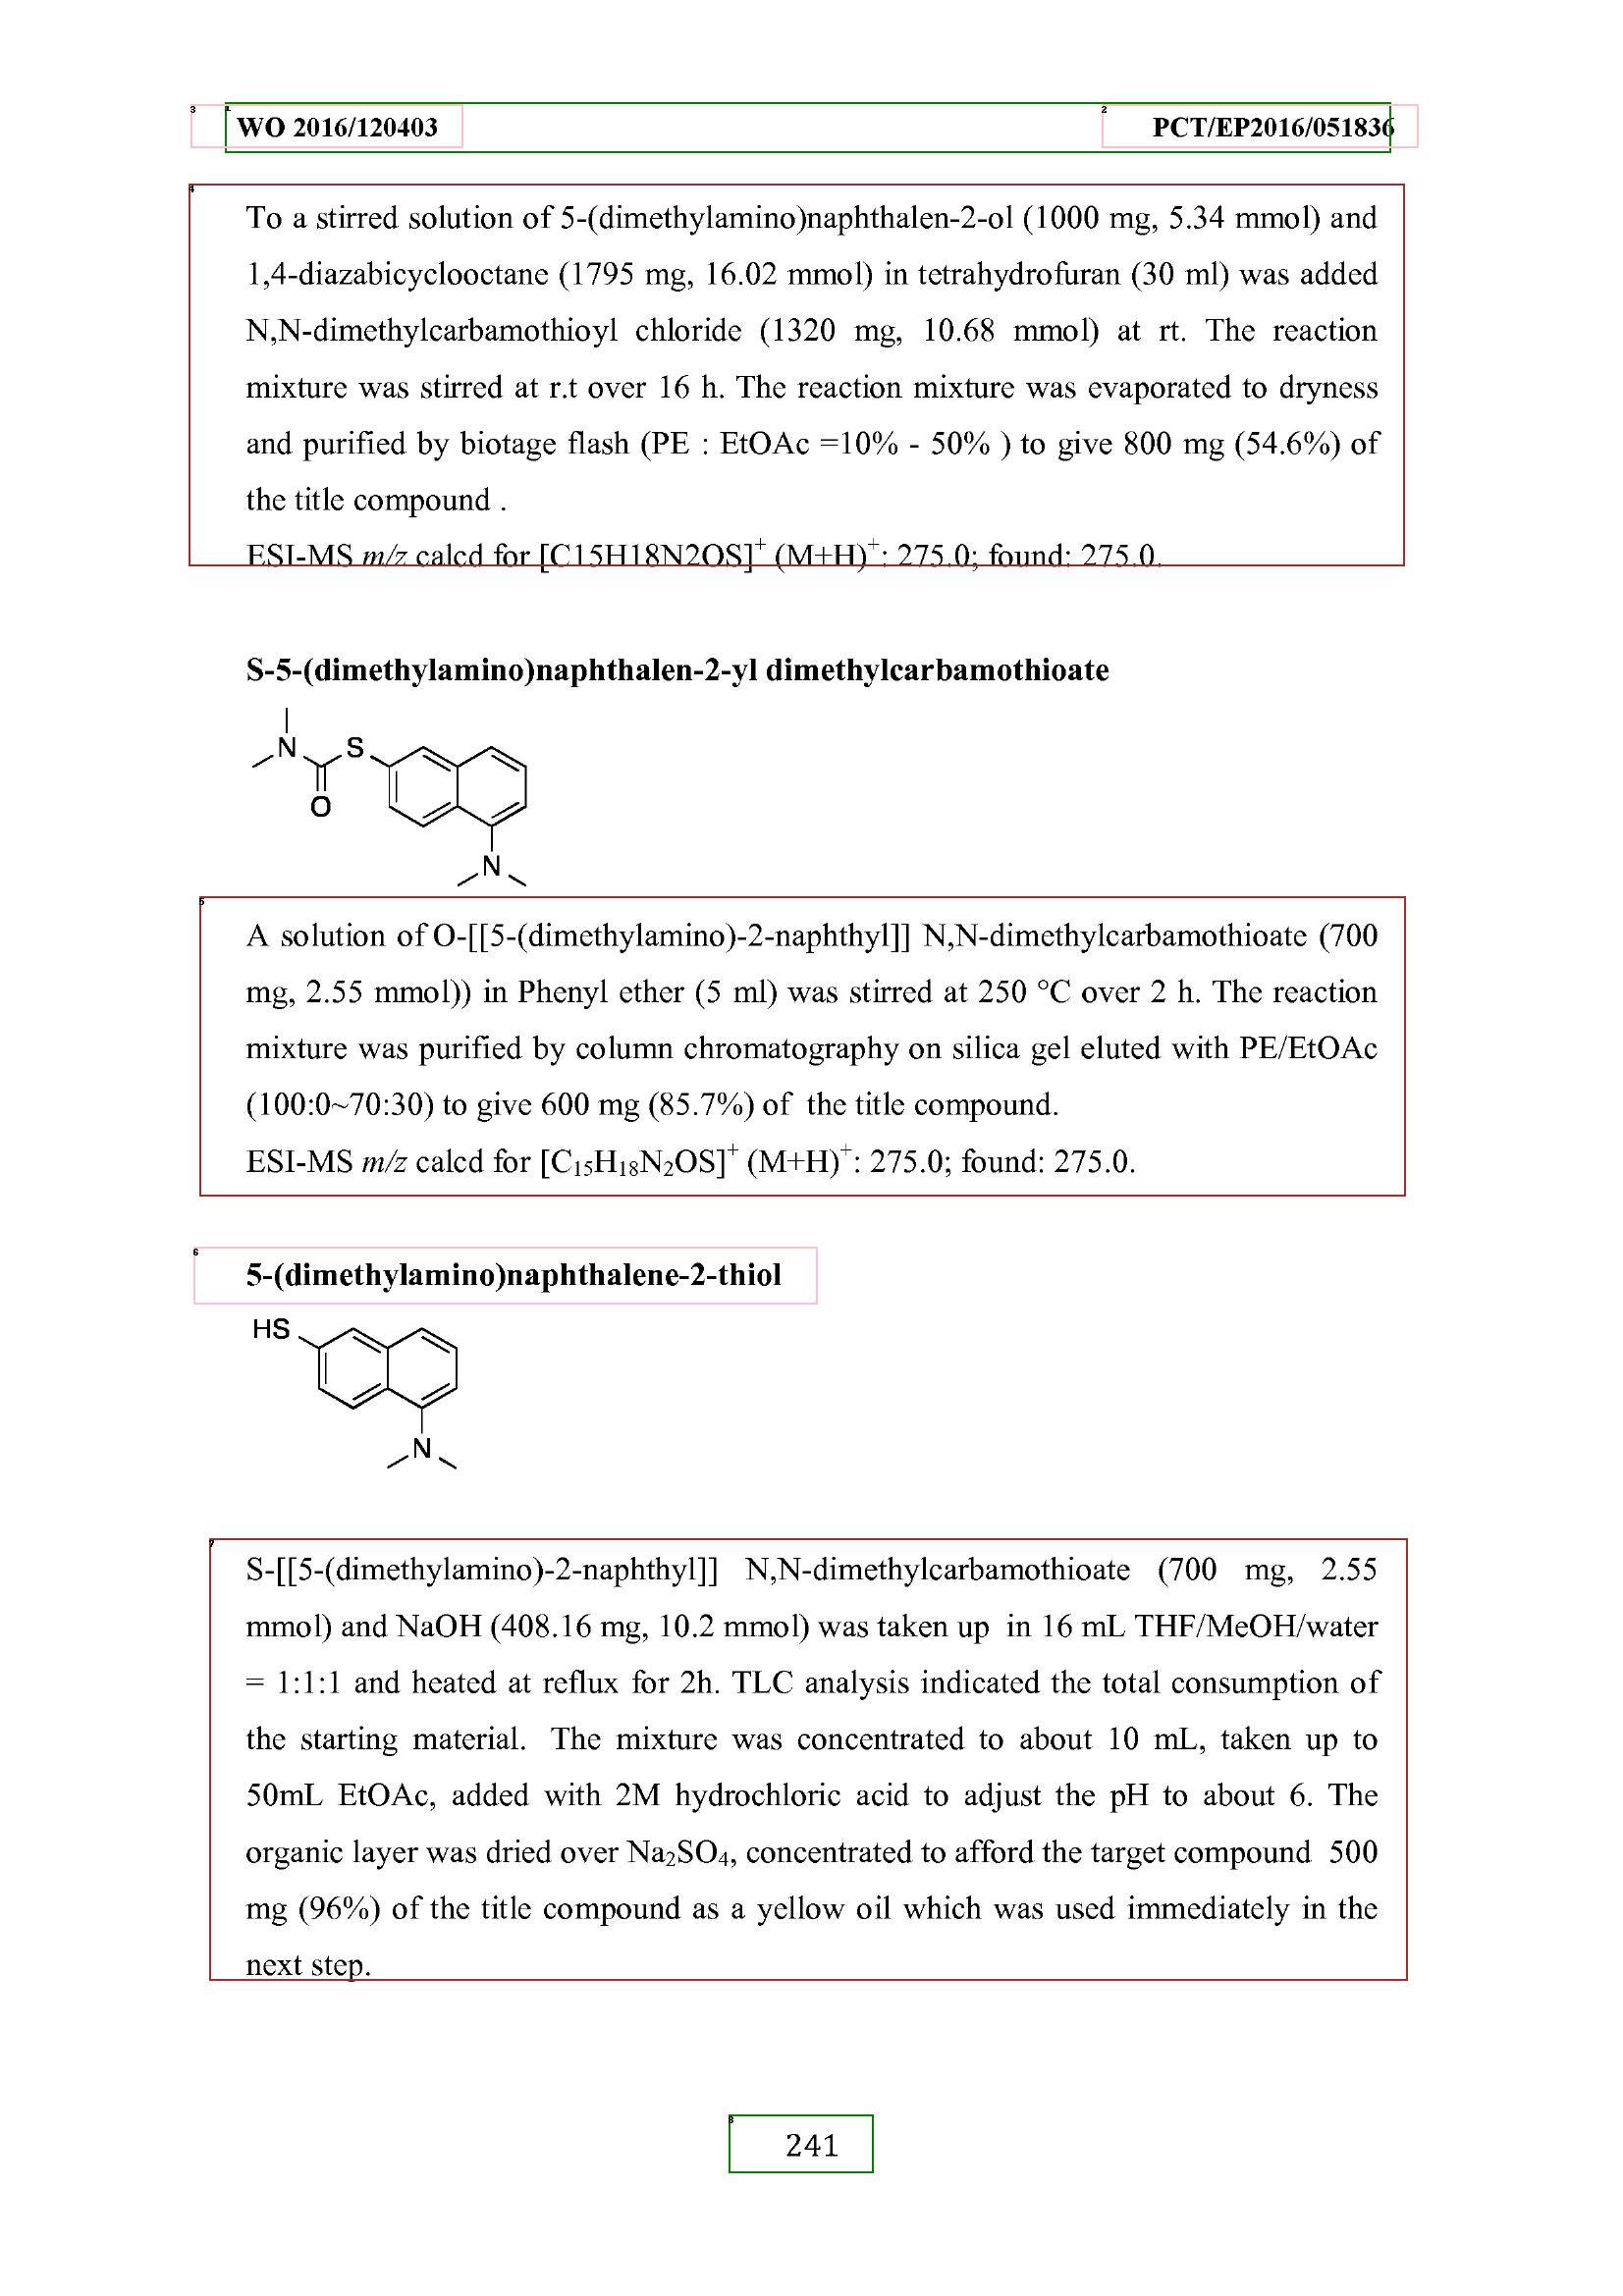 WO 2016/120403 PCT/EP2016/051836
To a stirred solution of 5-(dimethylamino)naphthalen-2-ol (1000 mg, 5.34 mmol) and
1,4-diazabicyclooctane (1795 mg, 16.02 mmol) in tetrahydrofuran (30 ml) was added
N,N-dimethylcarbamothioyl chloride (1320 mg, 10.68 mmol) at rt. The reaction
mixture was stirred at r.t over 16 h. The reaction mixture was evaporated to dryness
and purified by biotage flash (PE : EtOAc =10% - 50% ) to give 800 mg (54.6%) of
the title compound .
ESI-MS m/z calcd for [C15H18N2OS]⁺ (M+H)⁺: 275.0; found: 275.0.
S-5-(dimethylamino)naphthalen-2-yl dimethylcarbamothioate
N S
O
N
A solution of O-[[5-(dimethylamino)-2-naphthyl]] N,N-dimethylcarbamothioate (700
mg, 2.55 mmol)) in Phenyl ether (5 ml) was stirred at 250 °C over 2 h. The reaction
mixture was purified by column chromatography on silica gel eluted with PE/EtOAc
(100:0~70:30) to give 600 mg (85.7%) of the title compound.
ESI-MS m/z calcd for [C₁₅H₁₈N₂OS]⁺ (M+H)⁺: 275.0; found: 275.0.
5-(dimethylamino)naphthalene-2-thiol
HS
N
S-[[5-(dimethylamino)-2-naphthyl]] N,N-dimethylcarbamothioate (700 mg, 2.55
mmol) and NaOH (408.16 mg, 10.2 mmol) was taken up in 16 mL THF/MeOH/water
= 1:1:1 and heated at reflux for 2h. TLC analysis indicated the total consumption of
the starting material. The mixture was concentrated to about 10 mL, taken up to
50mL EtOAc, added with 2M hydrochloric acid to adjust the pH to about 6. The
organic layer was dried over Na₂SO₄, concentrated to afford the target compound 500
mg (96%) of the title compound as a yellow oil which was used immediately in the
next step.
241